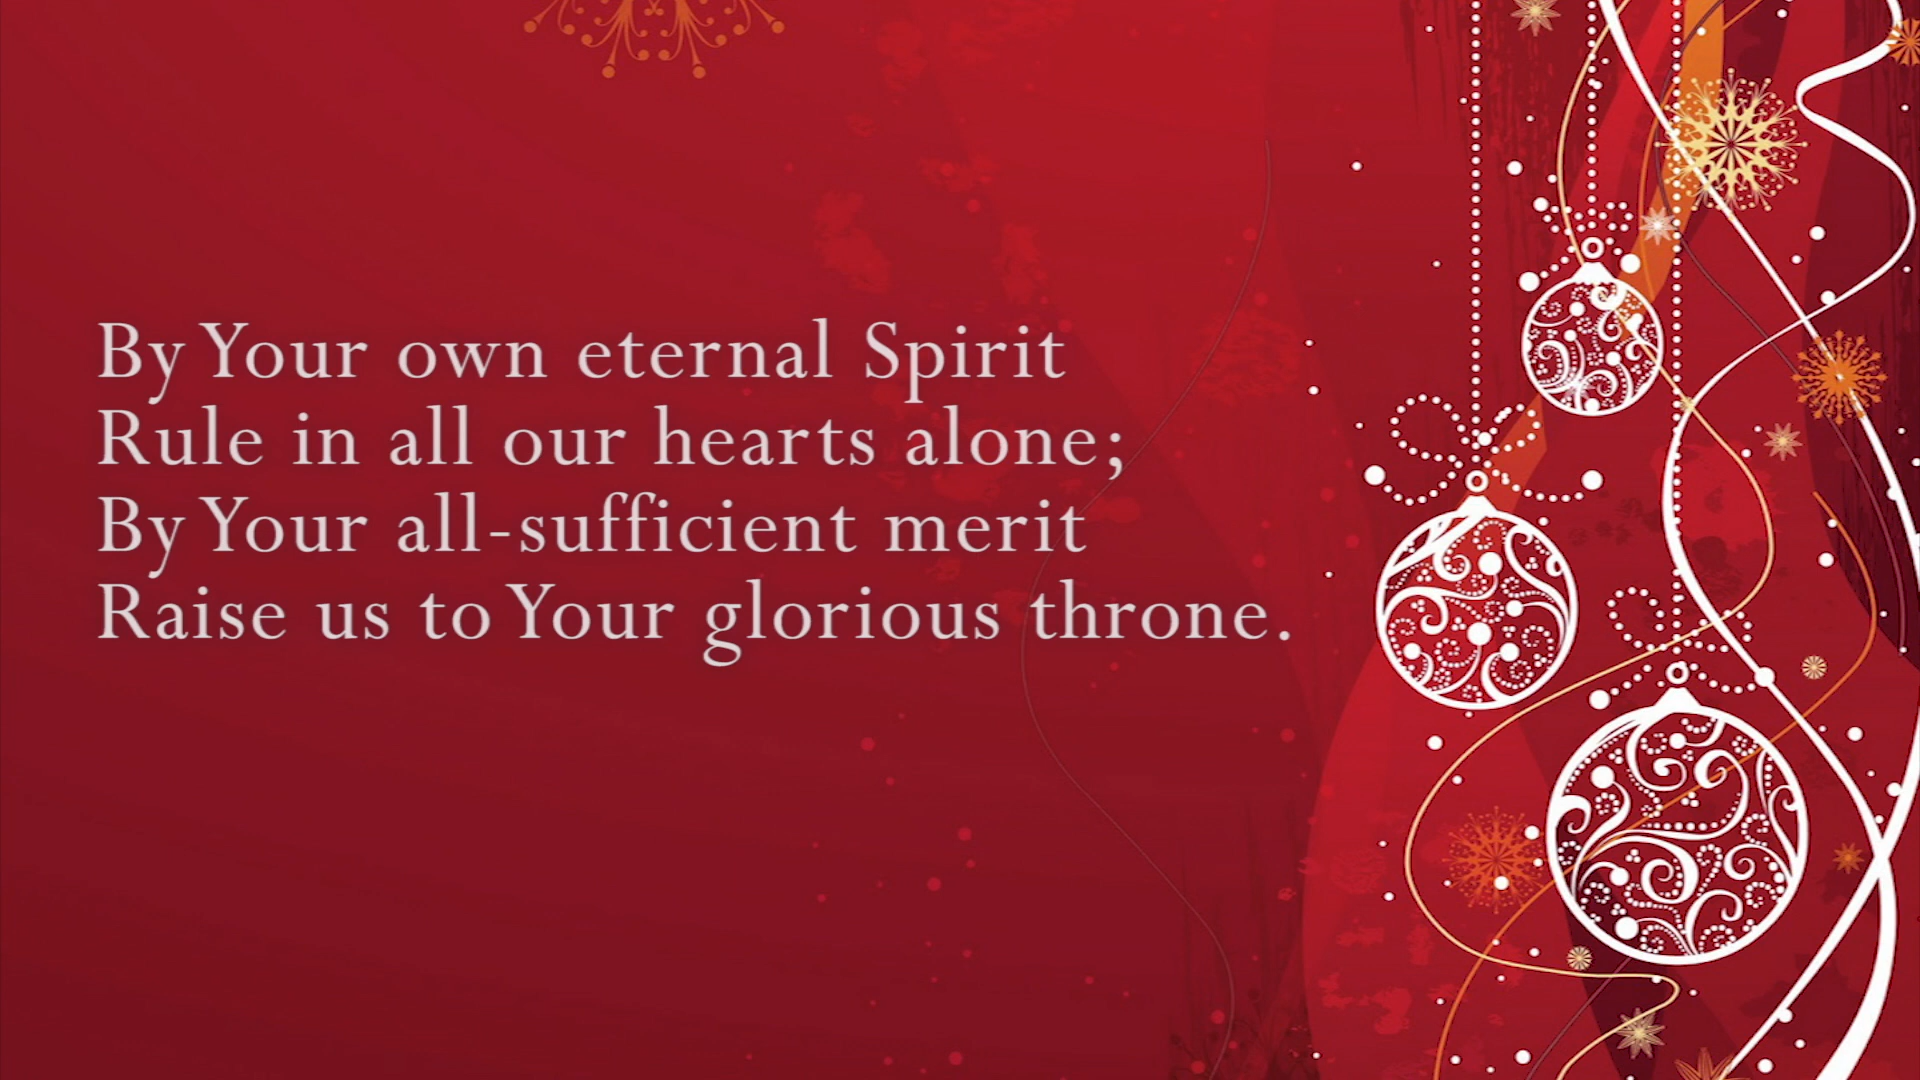 By Your own eternal Spirit
Rule in all our hearts alone;
By Your all-sufficient merit
Raise us to Your glorious throne.